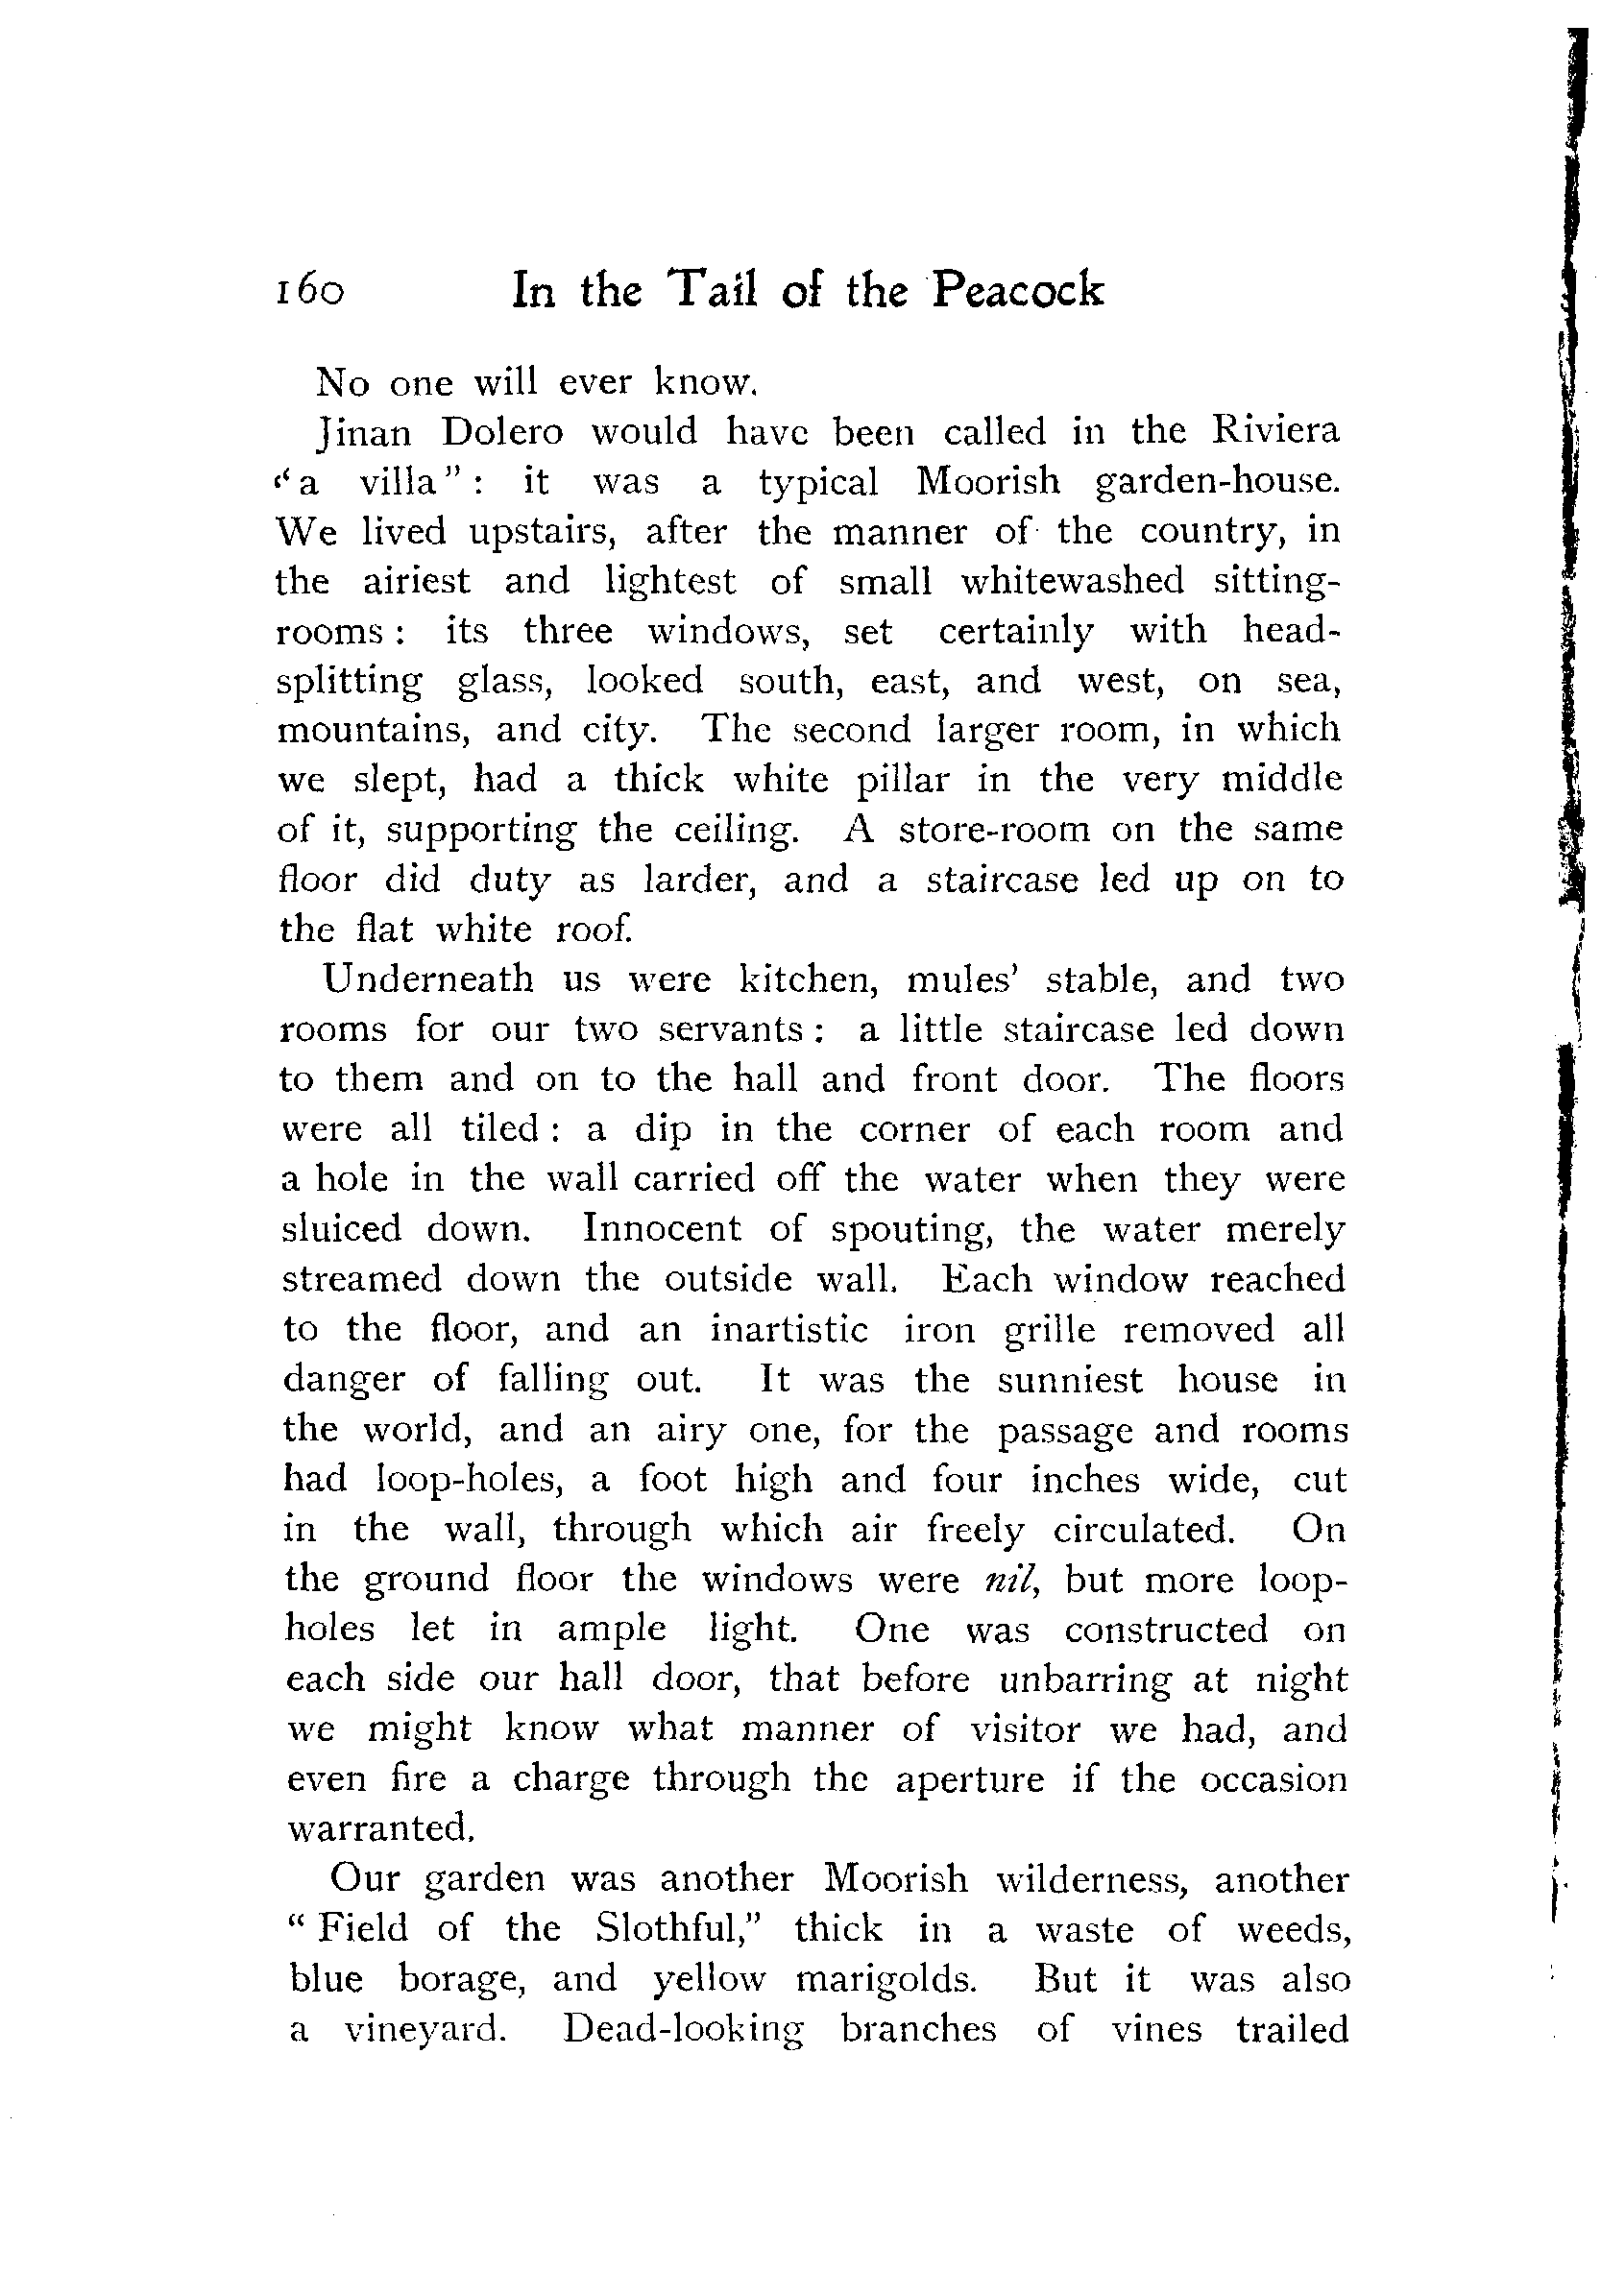 160 In the Tail of the Peacock
No one will ever know.
Jinan Dolero would have been called in the Riviera
"a villa": it was a typical Moorish garden-house.
We lived upstairs, after the manner of the country, in
the airiest and lightest of small whitewashed sitting-
rooms: its three windows, set certainly with head-
splitting glass, looked south, east, and west, on sea,
mountains, and city. The second larger room, in which
we slept, had a thick white pillar in the very middle
of it, supporting the ceiling. A store-room on the same
floor did duty as larder, and a staircase led up on to
the flat white roof.
Underneath us were kitchen, mules' stable, and two
rooms for our two servants: a little staircase led down
to them and on to the hall and front door. The floors
were all tiled: a dip in the corner of each room and
a hole in the wall carried off the water when they were
sluiced down. Innocent of spouting, the water merely
streamed down the outside wall. Each window reached
to the floor, and an inartistic iron grille removed all
danger of falling out. It was the sunniest house in
the world, and an airy one, for the passage and rooms
had loop-holes, a foot high and four inches wide, cut
in the wall, through which air freely circulated. On
the ground floor the windows were nil, but more loop-
holes let in ample light. One was constructed on
each side our hall door, that before unbarring at night
we might know what manner of visitor we had, and
even fire a charge through the aperture if the occasion
warranted.
Our garden was another Moorish wilderness, another
"Field of the Slothful," thick in a waste of weeds,
blue borage, and yellow marigolds. But it was also
a vineyard. Dead-looking branches of vines trailed